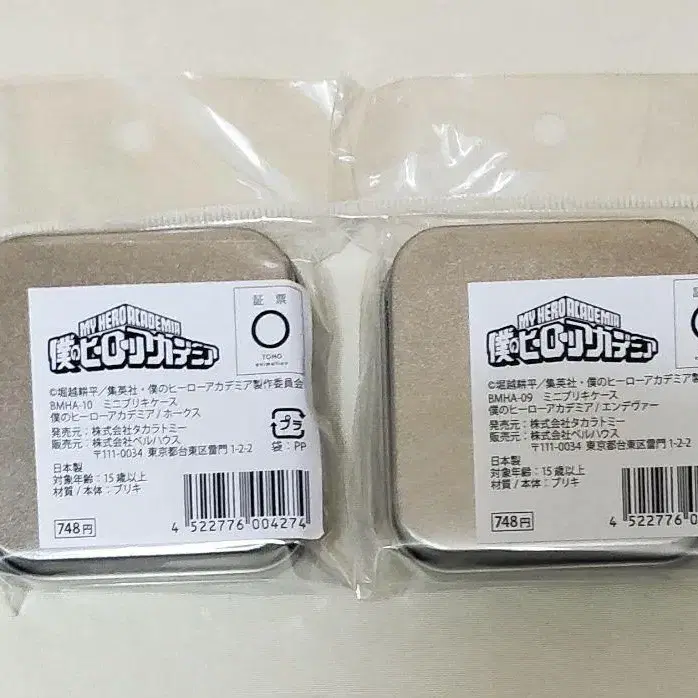 MY HERO ACADEMIA
僕のヒーローアカデミア
証 票
TOHO
animation
©堀越耕平／集英社・僕のヒーローアカデミア製作委員会
BMHA-10 ミニブリキケース
僕のヒーローアカデミア / ホークス
発売元：株式会社タカラトミー
販売元：株式会社ベルハウス
〒111-0034 東京都台東区雷門 1-2-2
プラ
袋：PP
日本製
対象年齢：15 歳以上
材質 / 本体：ブリキ
748円
4 522776 004274
MY HERO ACADEMIA
僕のヒーローアカデミア
証
©堀越耕平／集英社・僕のヒーローアカデミア製
BMHA-09 ミニブリキケース
僕のヒーローアカデミア / エンデヴァー
発売元：株式会社タカラトミー
販売元：株式会社ベルハウス
〒111-0034 東京都台東区雷門 1-2-2
日本製
対象年齢：15 歳以上
材質 / 本体：ブリキ
748円
4 522776 0